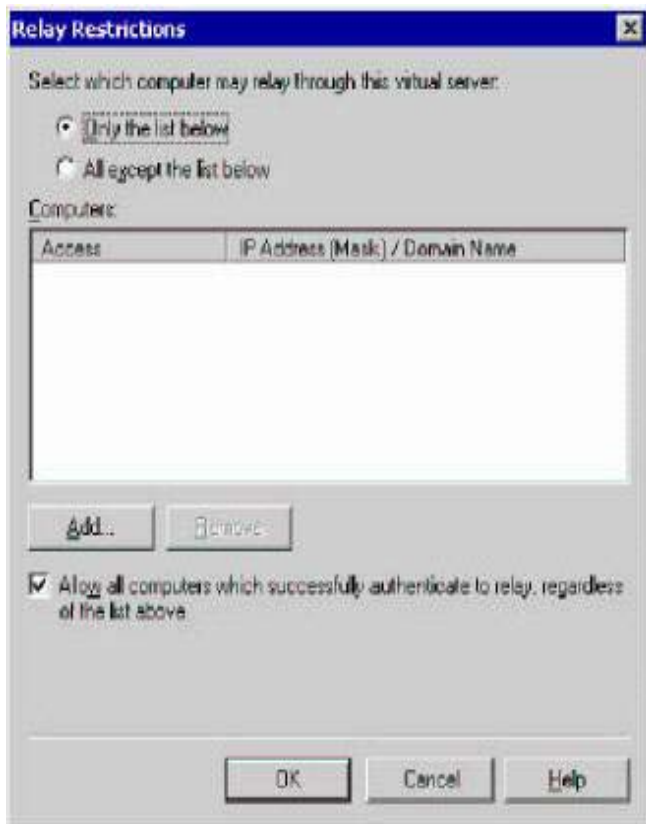 Relay Restrictions
Select which computer may relay through this virtual server:
Only the list below
All except the list below
Computers:
Access IP Address (Mask) / Domain Name
Add... Remove
Allow all computers which successfully authenticate to relay, regardless
of the list above.
OK Cancel Help